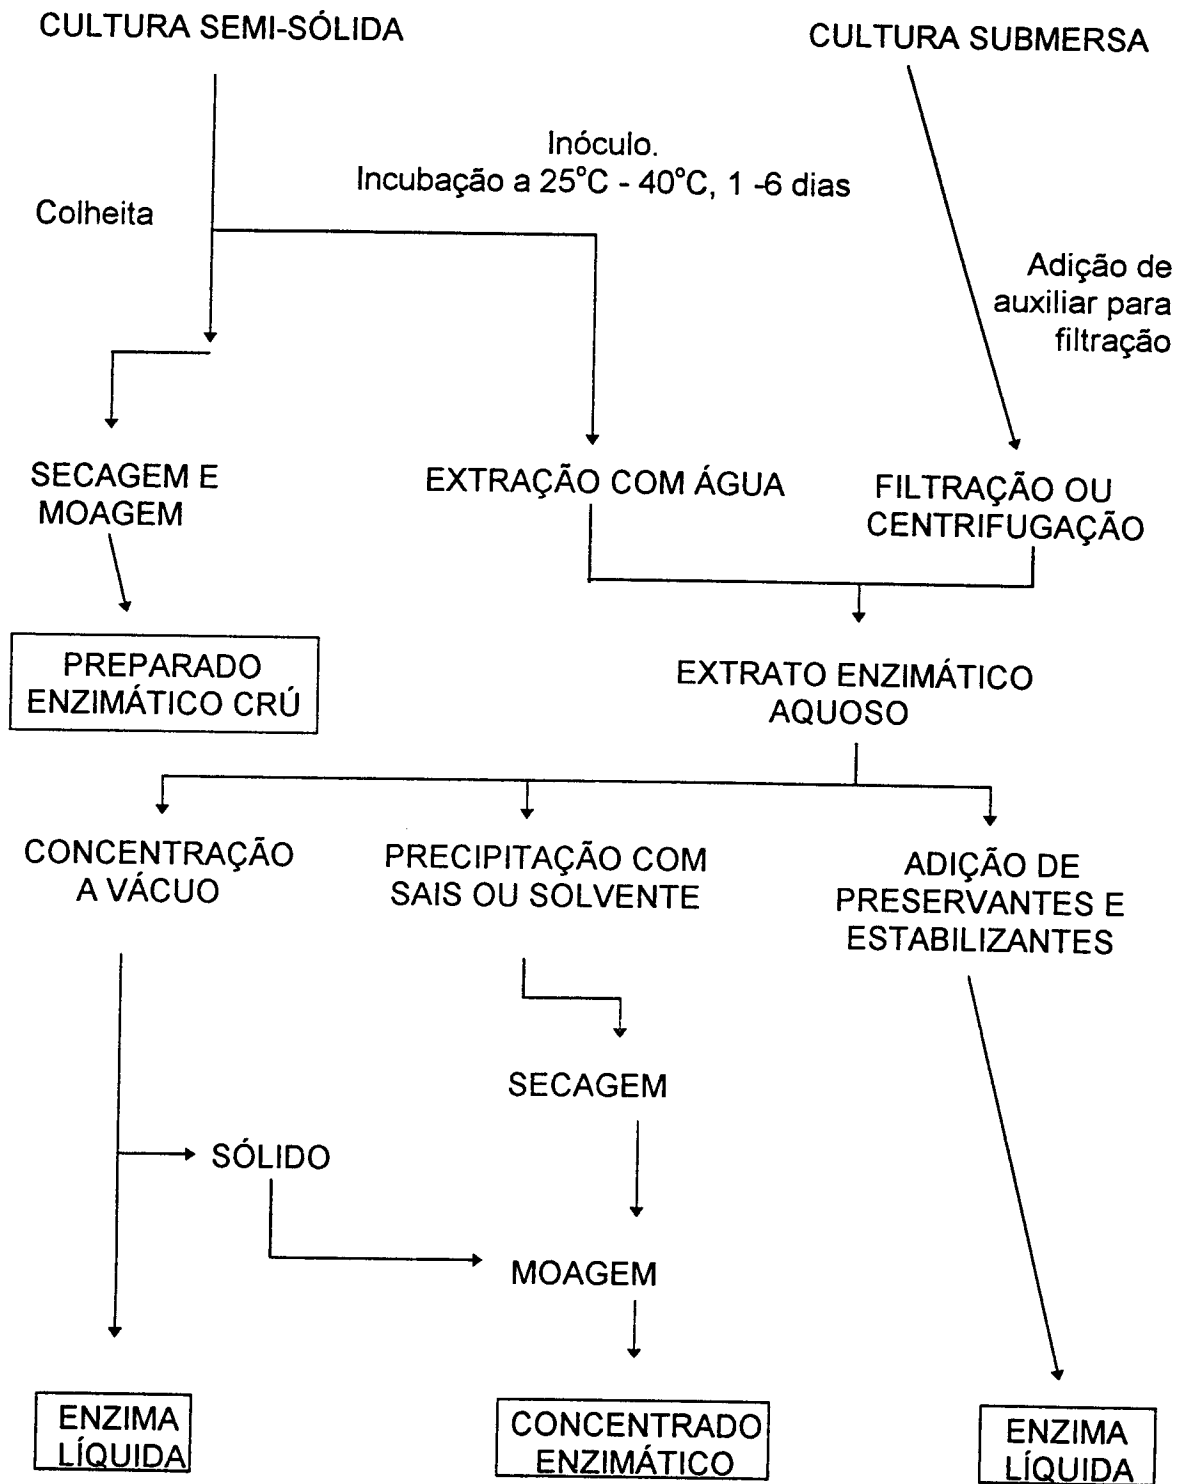 CULTURA SEMI-SÓLIDA
CULTURA SUBMERSA
Inóculo.
Incubação a 25°C - 40°C, 1 -6 dias
Colheita
Adição de
auxiliar para
filtração
SECAGEM E
MOAGEM
EXTRAÇÃO COM ÁGUA
FILTRAÇÃO OU
CENTRIFUGAÇÃO
PREPARADO
ENZIMÁTICO CRÚ
EXTRATO ENZIMÁTICO
AQUOSO
CONCENTRAÇÃO
A VÁCUO
PRECIPITAÇÃO COM
SAIS OU SOLVENTE
ADIÇÃO DE
PRESERVANTES E
ESTABILIZANTES
SECAGEM
SÓLIDO
MOAGEM
ENZIMA
LÍQUIDA
CONCENTRADO
ENZIMÁTICO
ENZIMA
LÍQUIDA